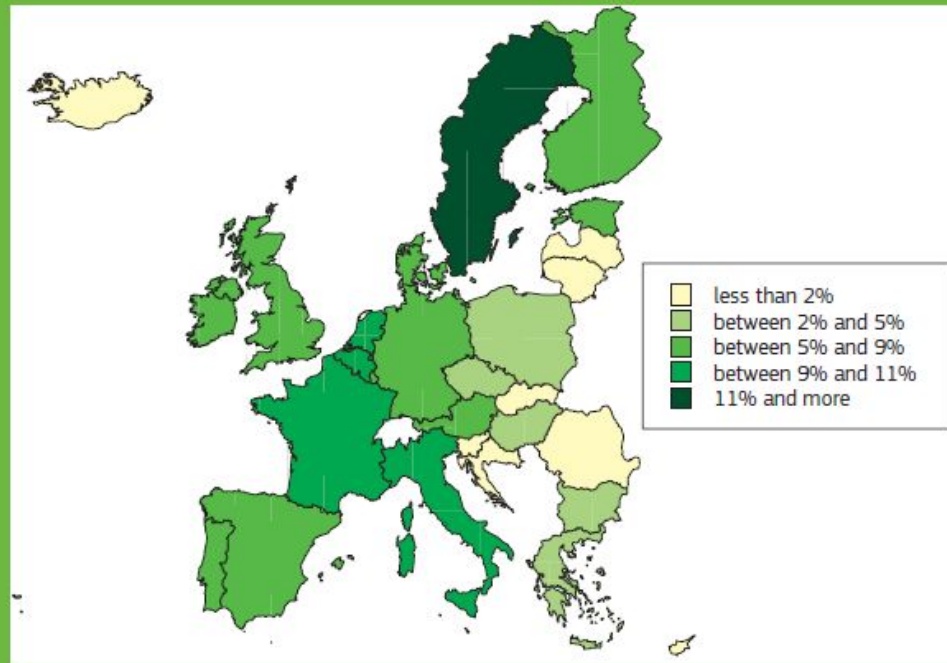 less than 2%
between 2% and 5%
between 5% and 9%
between 9% and 11%
11% and more